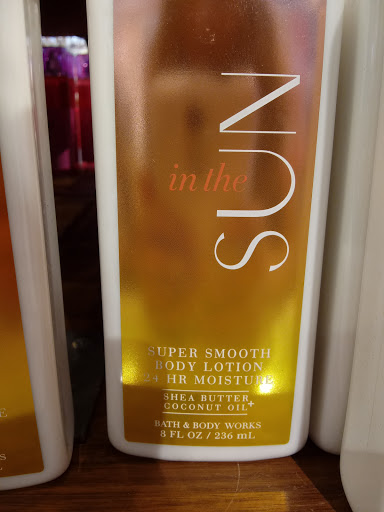 in the
SUN
SUPER SMOOTH
BODY LOTION
24 HR MOISTURE
SHEA BUTTER
COCONUT OIL+
BATH & BODY WORKS
8 FL OZ / 236 mL